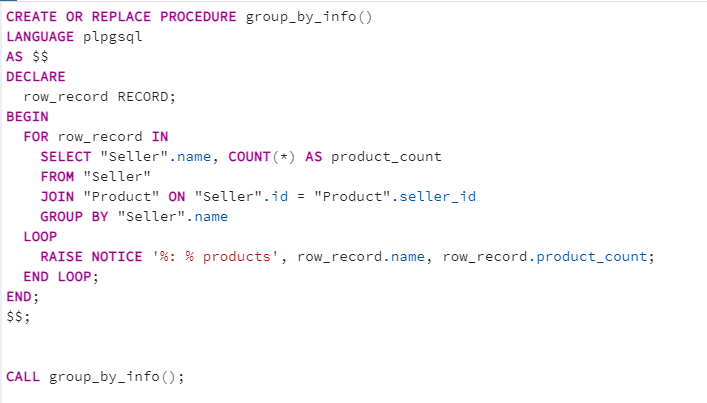 CREATE OR REPLACE PROCEDURE group_by_info()
LANGUAGE plpgsql
AS $$
DECLARE
  row_record RECORD;
BEGIN
  FOR row_record IN
    SELECT "Seller".name, COUNT(*) AS product_count
    FROM "Seller"
    JOIN "Product" ON "Seller".id = "Product".seller_id
    GROUP BY "Seller".name
  LOOP
    RAISE NOTICE '%: % products', row_record.name, row_record.product_count;
  END LOOP;
END;
$$;
CALL group_by_info();